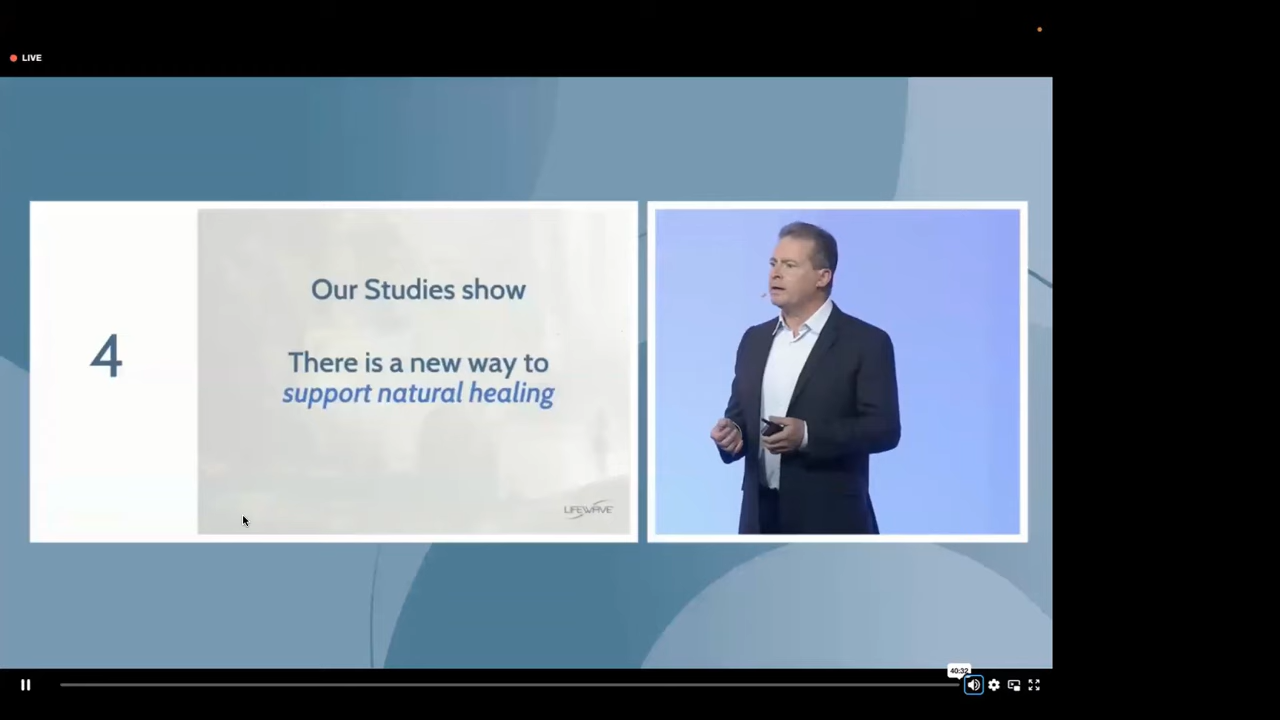 LIVE
4
Our Studies show
There is a new way to
support natural healing
LIFEWAVE
40:32